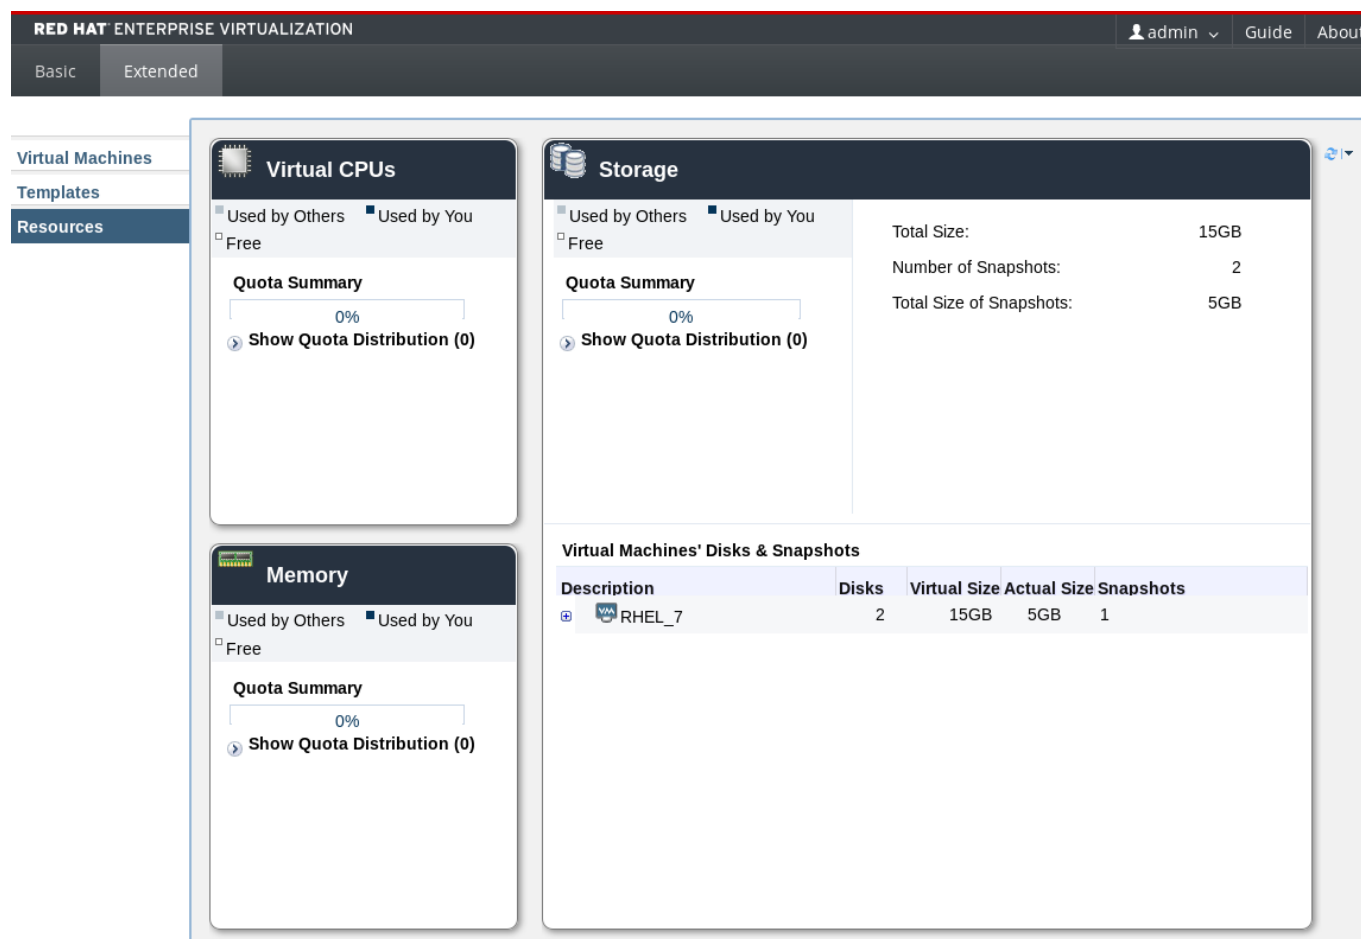 RED HAT ENTERPRISE VIRTUALIZATION
admin Guide
Basic Extended
Virtual Machines
Templates
Resources
Virtual CPUs
Used by Others Used by You
Free
Quota Summary
0%
Show Quota Distribution (0)
Storage
Used by Others Used by You
Free
Quota Summary
0%
Show Quota Distribution (0)
Total Size: 15GB
Number of Snapshots: 2
Total Size of Snapshots: 5GB
Memory
Used by Others Used by You
Free
Quota Summary
0%
Show Quota Distribution (0)
Virtual Machines' Disks & Snapshots
Description Disks Virtual Size Actual Size Snapshots
VM RHEL_7 2 15GB 5GB 1